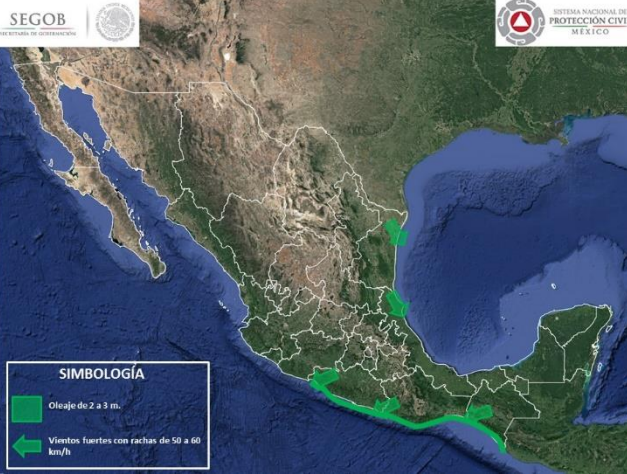 SEGOB
SECRETARÍA DE GOBERNACIÓN
SISTEMA NACIONAL DE
PROTECCIÓN CIVIL
MÉXICO
SIMBOLOGÍA
Oleaje de 2 a 3 m.
Vientos fuertes con rachas de 50 a 60
km/h